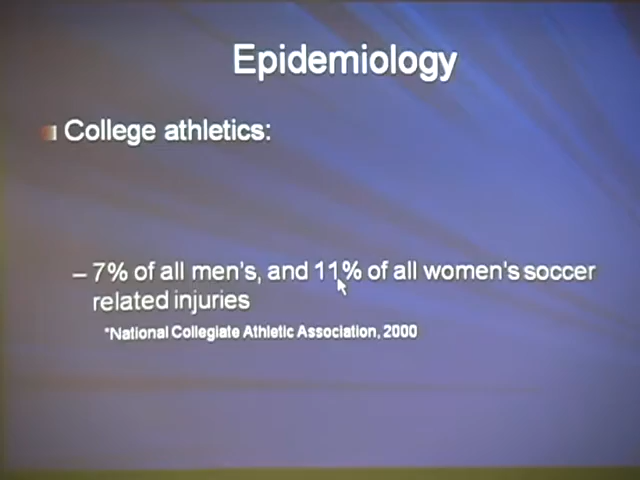 Epidemiology
College athletics:
– 7% of all men's, and 11% of all women's soccer
related injuries
*National Collegiate Athletic Association, 2000